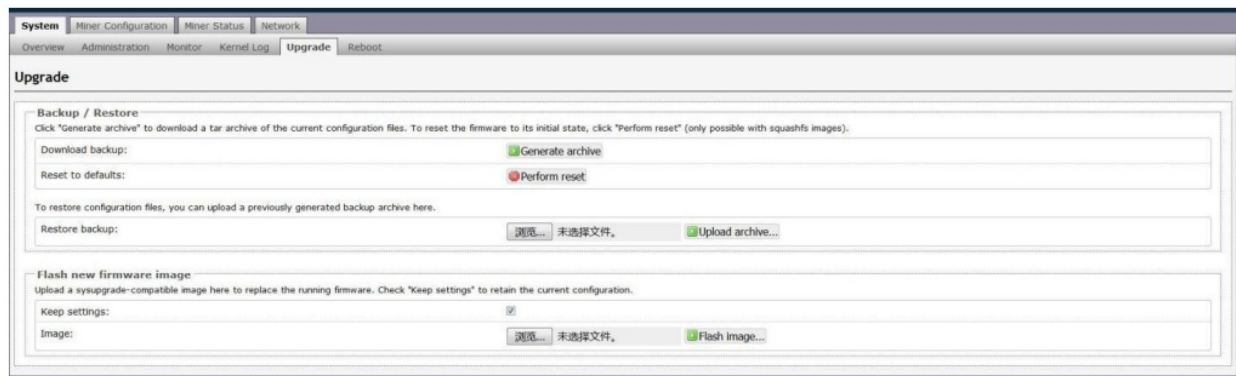 System Miner Configuration Miner Status Network
Overview Administration Monitor Kernel Log Upgrade Reboot
Upgrade
Backup / Restore
Click "Generate archive" to download a tar archive of the current configuration files. To reset the firmware to its initial state, click "Perform reset" (only possible with squashfs images).
Download backup: Generate archive
Reset to defaults: Perform reset
To restore configuration files, you can upload a previously generated backup archive here.
Restore backup: 浏览... 未选择文件。 Upload archive...
Flash new firmware image
Upload a sysupgrade-compatible image here to replace the running firmware. Check "Keep settings" to retain the current configuration.
Keep settings:
Image: 浏览... 未选择文件。 Flash image...